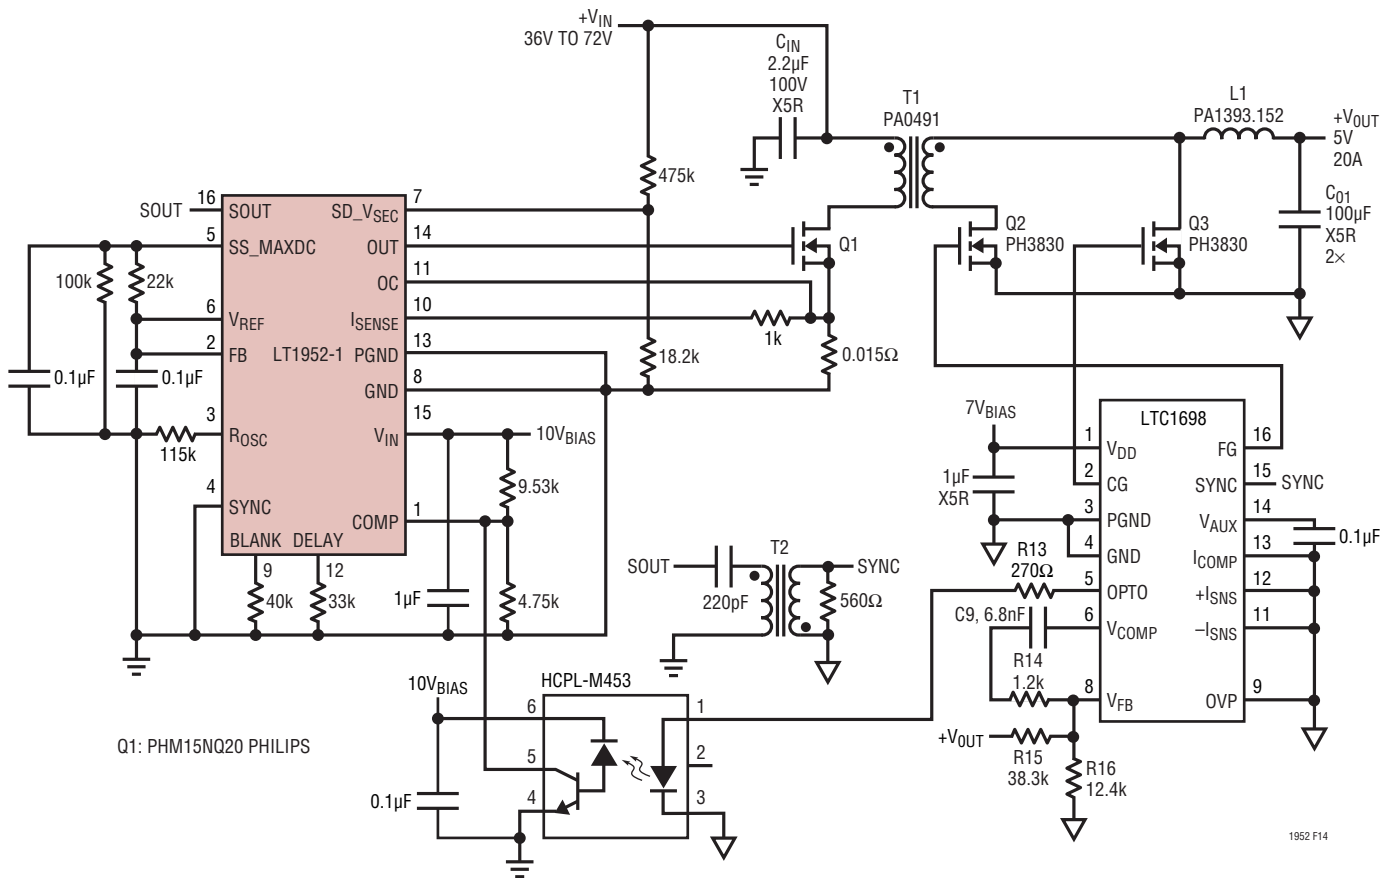 +VIN
36V TO 72V
CIN
2.2µF
100V
X5R
T1
PA0491
L1
PA1393.152
+VOUT
5V
20A
475k
C01
100µF
X5R
2×
SOUT
16
SOUT
SD_VSEC
7
5
SS_MAXDC
OUT
14
Q1
Q2
PH3830
Q3
PH3830
100k
22k
OC
11
6
VREF
ISENSE
10
1k
2
FB
LT1952-1
PGND
13
18.2k
0.015Ω
0.1µF
0.1µF
GND
8
3
ROSC
VIN
15
10VBIAS
115k
9.53k
4
SYNC
COMP
1
BLANK
DELAY
9
12
40k
33k
1µF
4.75k
7VBIAS
LTC1698
1
VDD
FG
16
1µF
X5R
2
CG
SYNC
15
SYNC
3
PGND
VAUX
14
0.1µF
4
GND
ICOMP
13
R13
270Ω
5
OPTO
+ISNS
12
C9, 6.8nF
6
VCOMP
–ISNS
11
R14
1.2k
8
VFB
OVP
9
+VOUT
R15
38.3k
R16
12.4k
SOUT
220pF
T2
SYNC
560Ω
10VBIAS
HCPL-M453
6
1
5
2
4
3
0.1µF
Q1: PHM15NQ20 PHILIPS
1952 F14